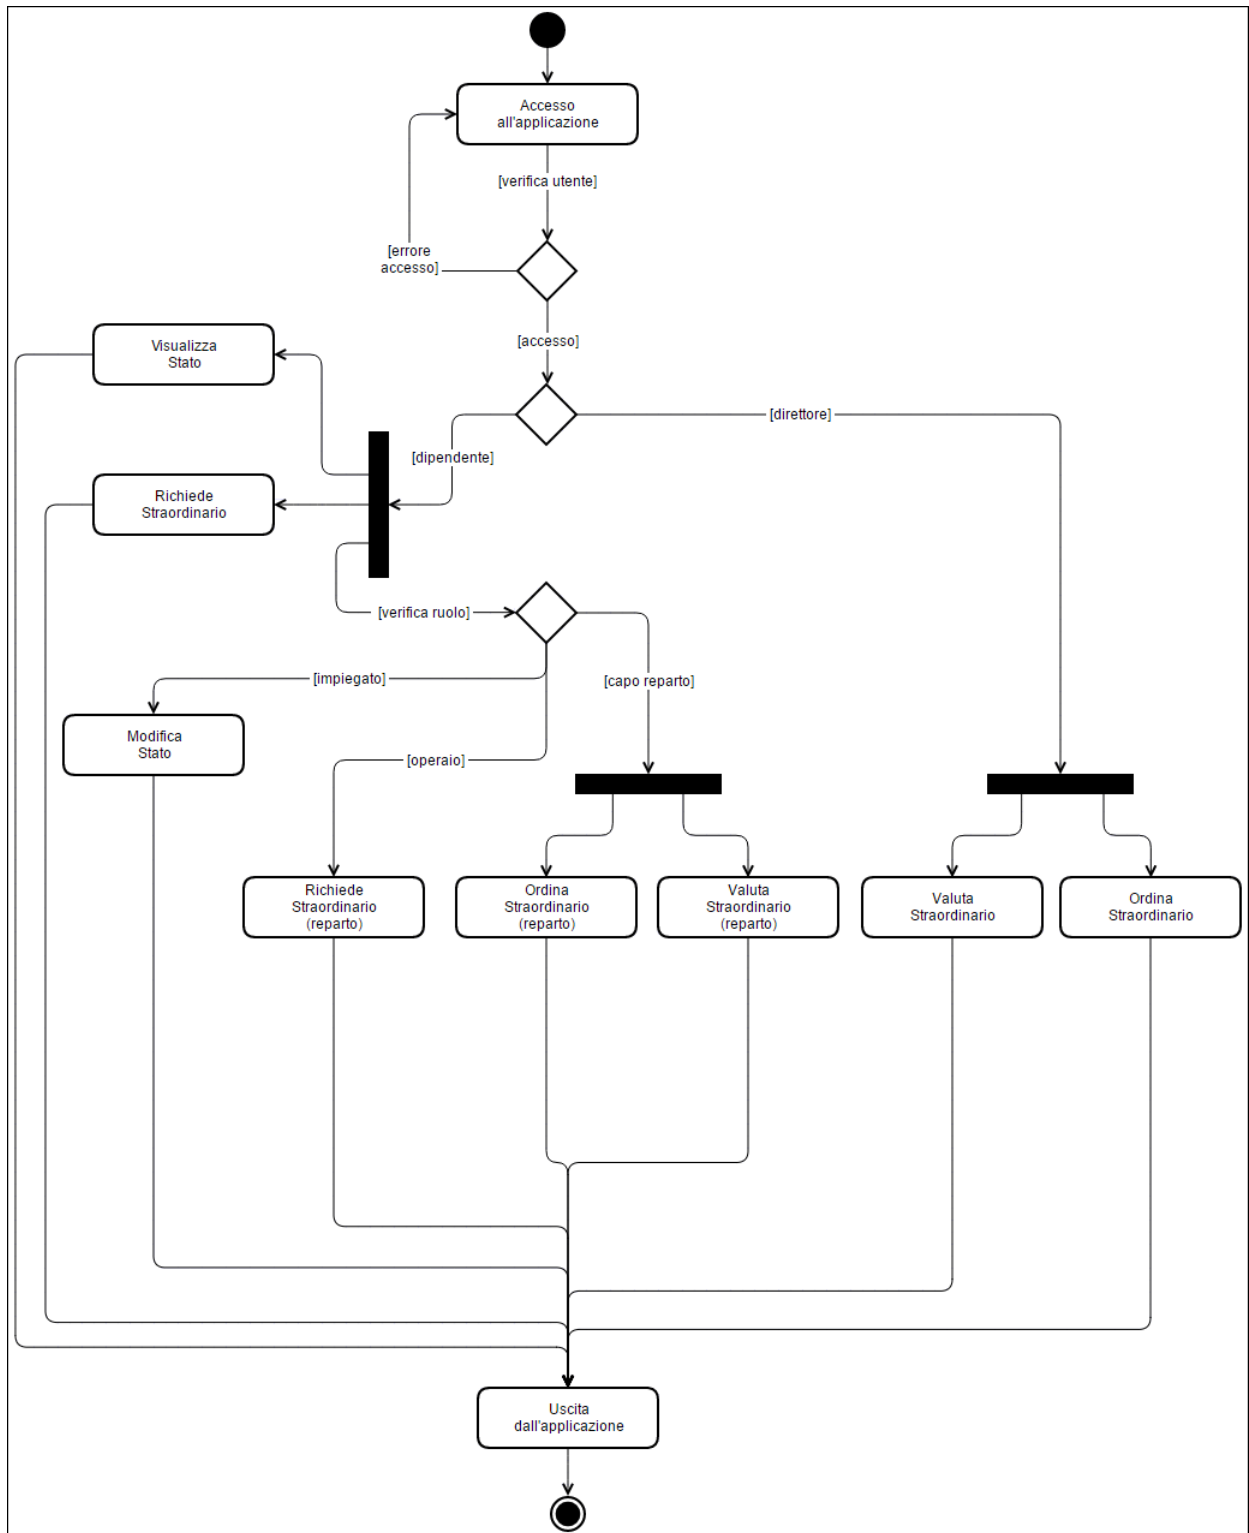 Accesso
all'applicazione
[verifica utente]
[errore
accesso]
[accesso]
Visualizza
Stato
[direttore]
[dipendente]
Richiede
Straordinario
[verifica ruolo]
[impiegato]
[capo reparto]
Modifica
Stato
[operaio]
Richiede
Straordinario
(reparto)
Ordina
Straordinario
(reparto)
Valuta
Straordinario
(reparto)
Valuta
Straordinario
Ordina
Straordinario
Uscita
dall'applicazione